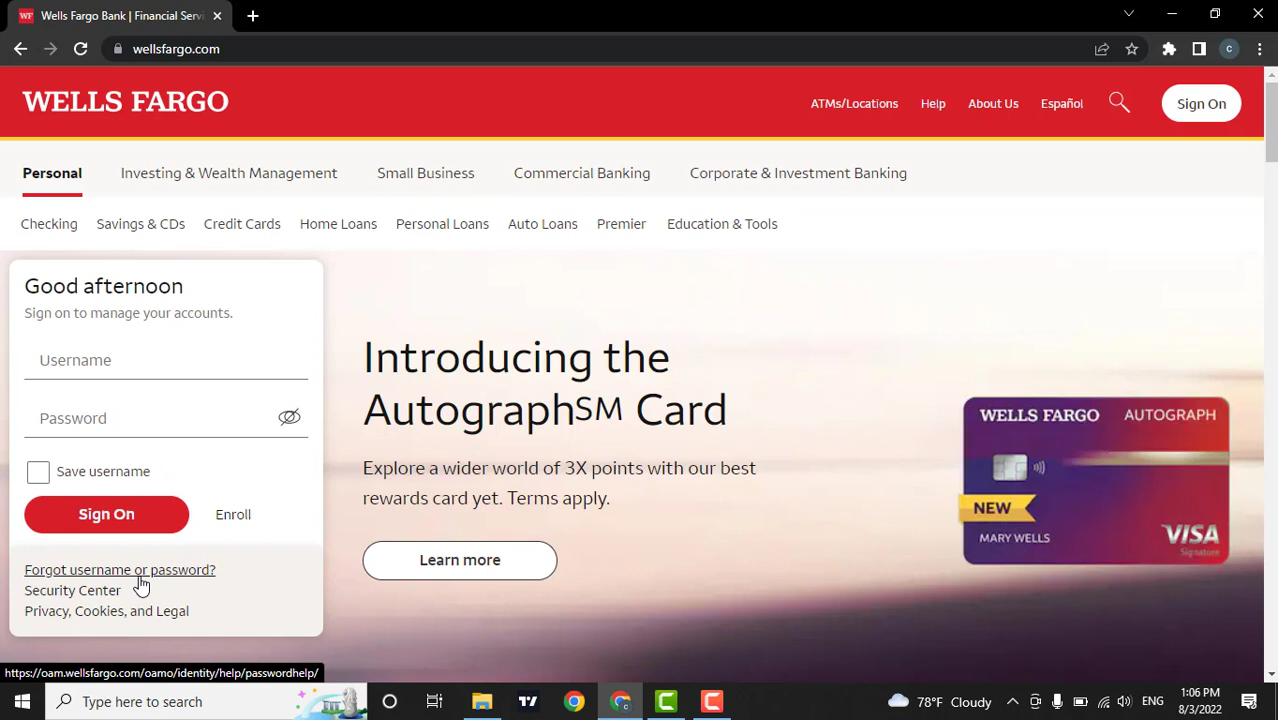 WF Wells Fargo Bank | Financial Servi
wellsfargo.com
C
WELLS FARGO
ATMs/Locations Help About Us Español Sign On
Personal Investing & Wealth Management Small Business Commercial Banking Corporate & Investment Banking
Checking Savings & CDs Credit Cards Home Loans Personal Loans Auto Loans Premier Education & Tools
Good afternoon
Sign on to manage your accounts.
Username
Password
Save username
Sign On Enroll
Forgot username or password?
Security Center
Privacy, Cookies, and Legal
Introducing the
AutographSM Card
Explore a wider world of 3X points with our best
rewards card yet. Terms apply.
Learn more
WELLS FARGO AUTOGRAPH
NEW
MARY WELLS
VISA
Signature
https://oam.wellsfargo.com/oamo/identity/help/passwordhelp/
Type here to search
78°F Cloudy
ENG
1:06 PM
8/3/2022